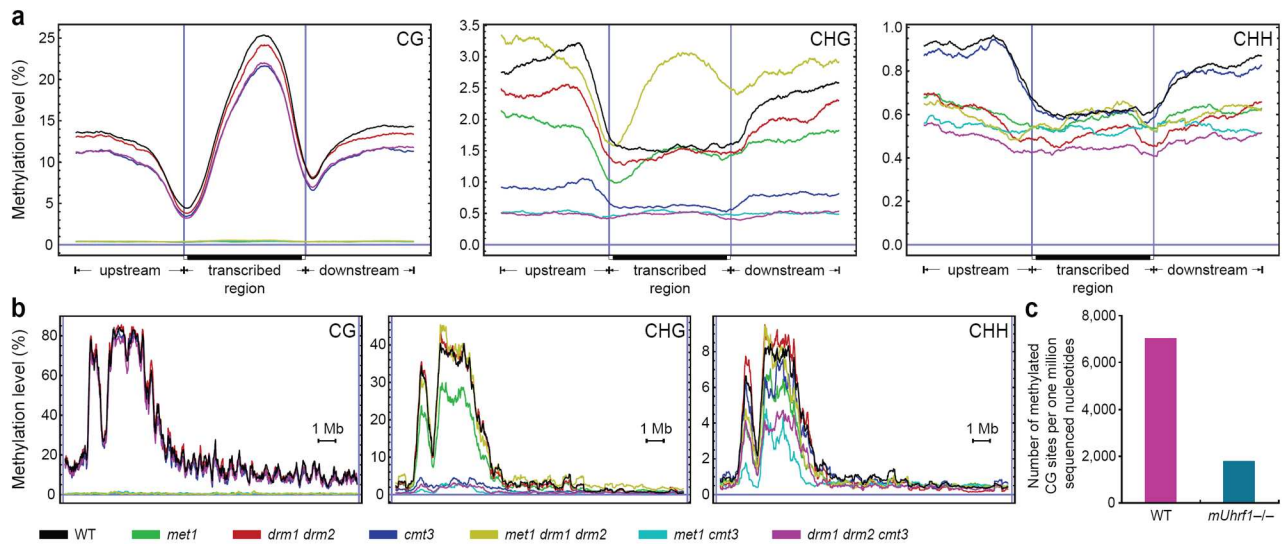 a
CG
CHG
CHH
Methylation level (%)
25
20
15
10
5
0
3.5
3.0
2.5
2.0
1.5
1.0
0.5
0.0
1.0
0.8
0.6
0.4
0.2
0.0
upstream
transcribed
region
downstream
upstream
transcribed
region
downstream
upstream
transcribed
region
downstream
b
CG
CHG
CHH
Methylation level (%)
80
60
40
20
0
1 Mb
40
30
20
10
0
1 Mb
8
6
4
2
0
1 Mb
c
Number of methylated
CG sites per one million
sequenced nucleotides
8,000
6,000
4,000
2,000
0
WT
mUhrf1–/–
WT
met1
drm1 drm2
cmt3
met1 drm1 drm2
met1 cmt3
drm1 drm2 cmt3